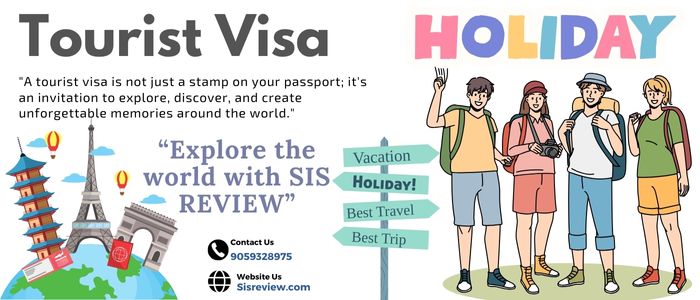 Tourist Visa
"A tourist visa is not just a stamp on your passport; it's
an invitation to explore, discover, and create
unforgettable memories around the world."
“Explore the
world with SIS
REVIEW”
Contact Us
9059328975
Website Us
Sisreview.com
HOLIDAY
Vacation
HOLIDAY!
Best Travel
Best Trip